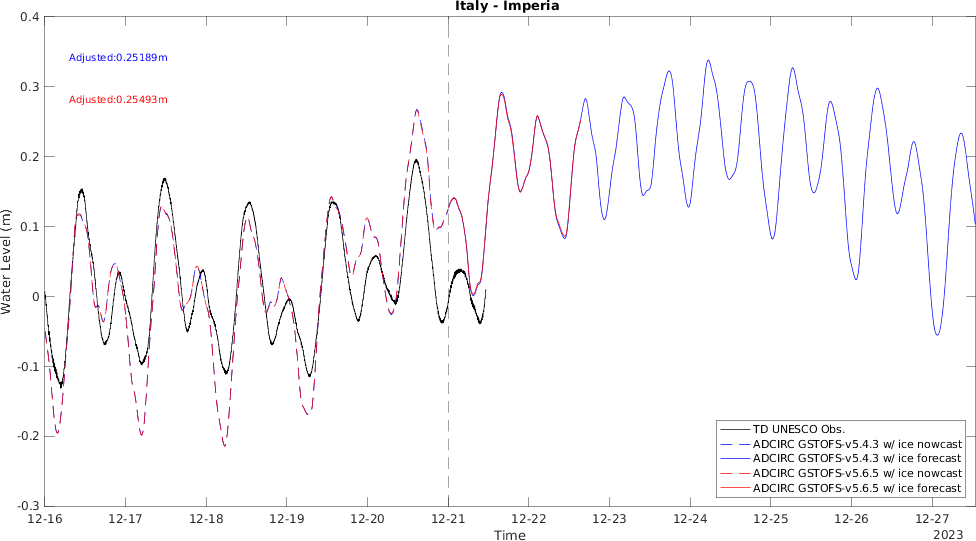 Italy - Imperia
Adjusted:0.25189m
Adjusted:0.25493m
Water Level (m)
0.4
0.3
0.2
0.1
0
-0.1
-0.2
-0.3
TD UNESCO Obs.
ADCIRC GSTOFS-v5.4.3 w/ ice nowcast
ADCIRC GSTOFS-v5.4.3 w/ ice forecast
ADCIRC GSTOFS-v5.6.5 w/ ice nowcast
ADCIRC GSTOFS-v5.6.5 w/ ice forecast
12-16 12-17 12-18 12-19 12-20 12-21 12-22 12-23 12-24 12-25 12-26 12-27
Time
2023